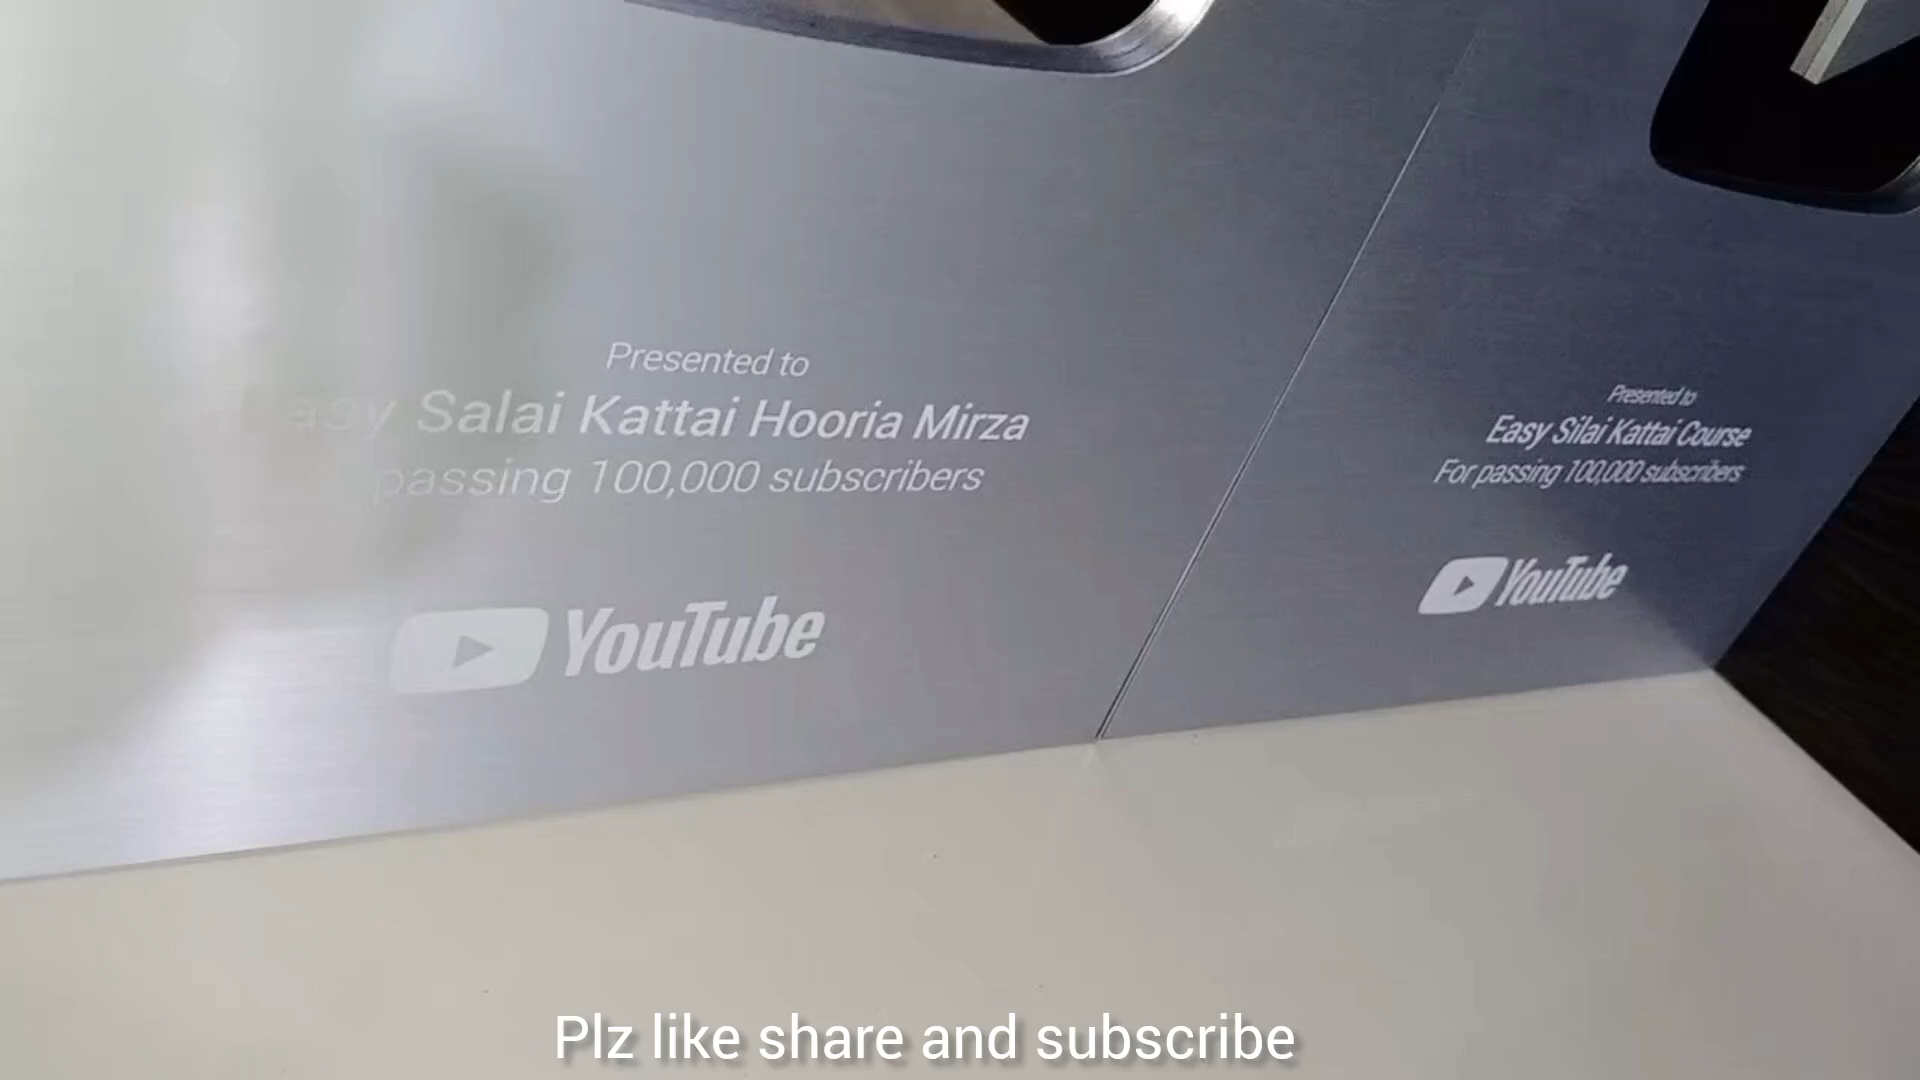 Presented to
Easy Salai Kattai Hooria Mirza
passing 100,000 subscribers
YouTube
Presented to
Easy Silai Kattai Course
For passing 100,000 subscribers
YouTube
Plz like share and subscribe